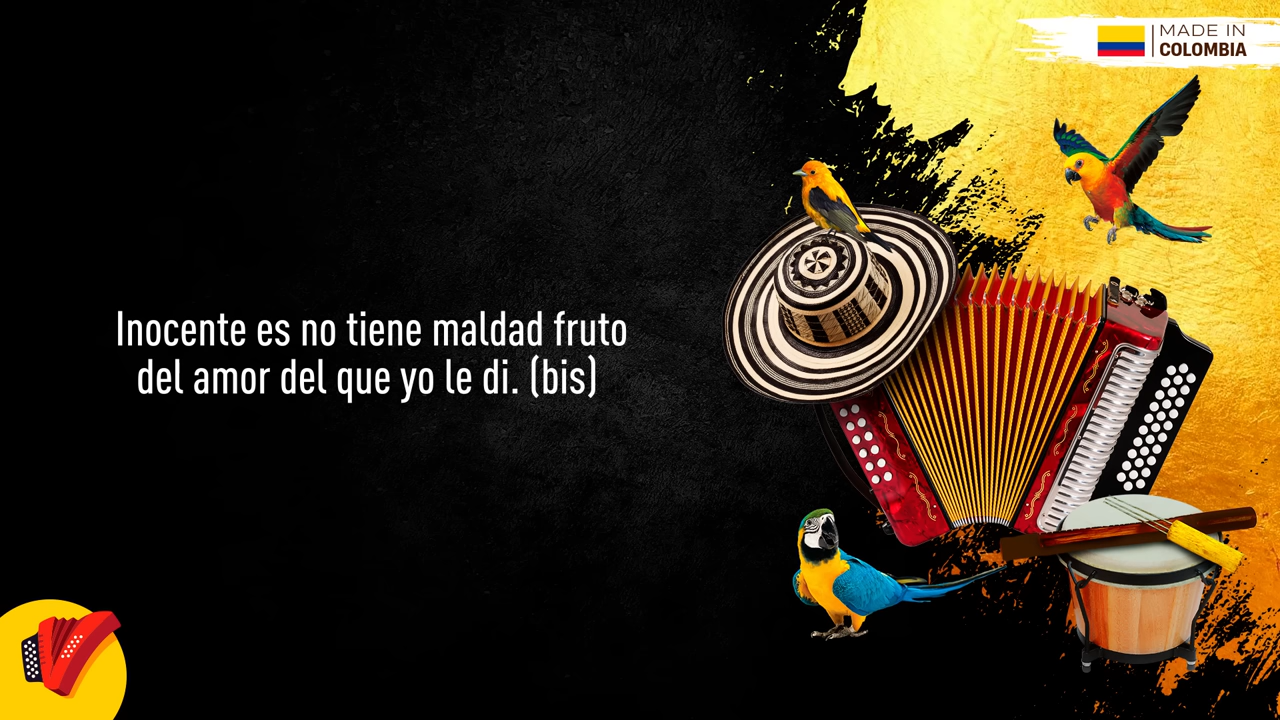 MADE IN
COLOMBIA
Inocente es no tiene maldad fruto
del amor del que yo le di. (bis)